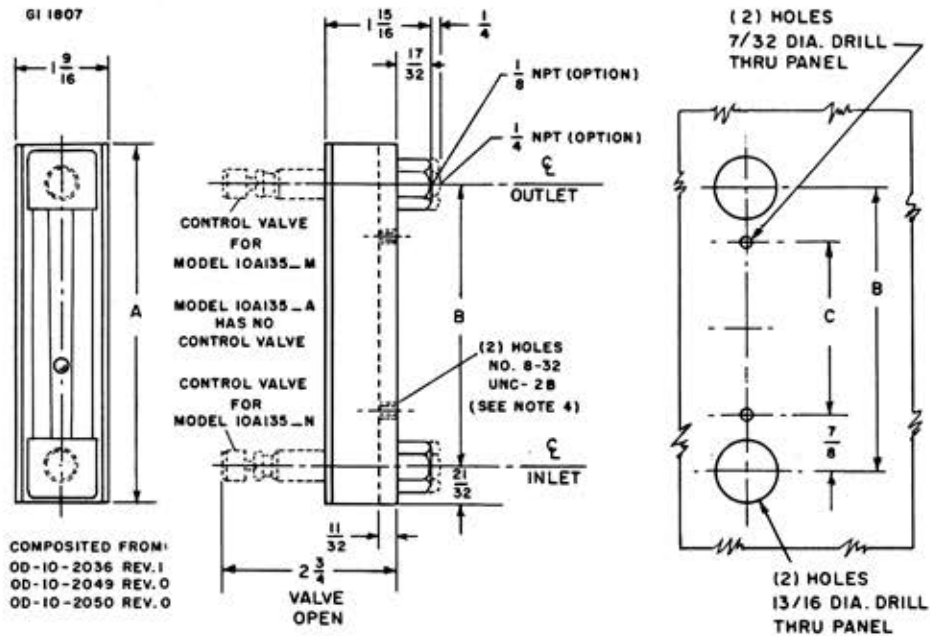 GI 1807
1 9/16
A
COMPOSITED FROM:
OD-10-2036 REV.1
OD-10-2049 REV.0
OD-10-2050 REV.0
1 15/16
1/4
17/32
1/8 NPT (OPTION)
1/4 NPT (OPTION)
℄
OUTLET
CONTROL VALVE
FOR
MODEL 10A135_M
MODEL 10A135_A
HAS NO
CONTROL VALVE
B
(2) HOLES
NO. 8-32
UNC-2B
(SEE NOTE 4)
CONTROL VALVE
FOR
MODEL 10A135_N
℄
INLET
21/32
11/32
2 3/4
VALVE
OPEN
(2) HOLES
7/32 DIA. DRILL
THRU PANEL
C
B
7/8
(2) HOLES
13/16 DIA. DRILL
THRU PANEL